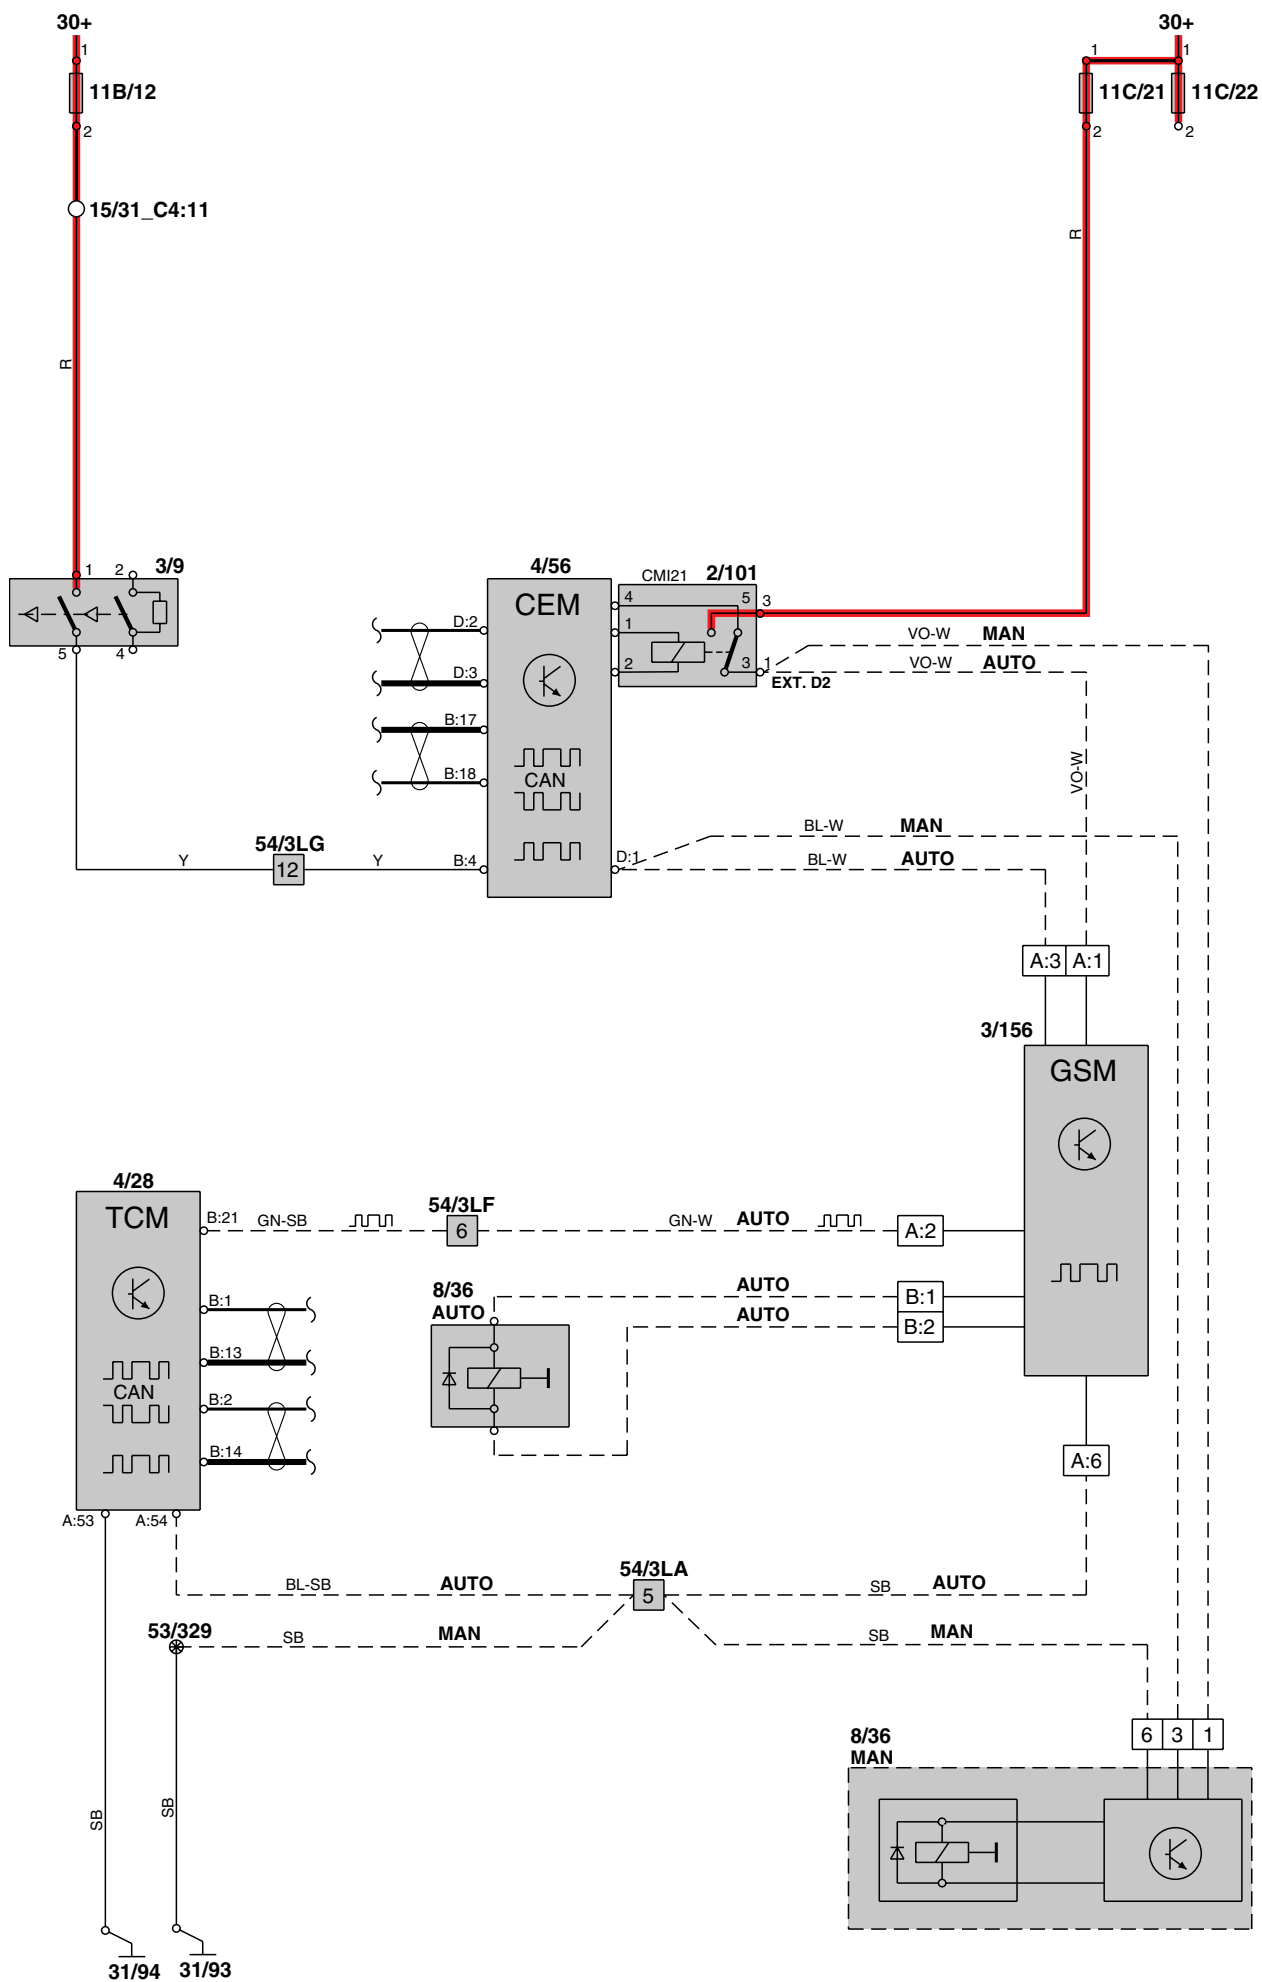 30+
30+
1
1
1
11B/12
11C/21
11C/22
2
2
2
15/31_C4:11
R
R
1
2
3/9
5
4
4/56
CEM
CMI21
2/101
4
5
3
1
2
3
1
EXT. D2
D:2
D:3
B:17
B:18
CAN
VO-W
MAN
VO-W
AUTO
VO-W
BL-W
MAN
54/3LG
Y
12
Y
B:4
D:1
BL-W
AUTO
A:3
A:1
3/156
GSM
4/28
TCM
B:21
GN-SB
54/3LF
6
GN-W
AUTO
A:2
B:1
B:13
CAN
B:2
B:14
8/36
AUTO
AUTO
B:1
AUTO
B:2
A:6
A:53
A:54
BL-SB
AUTO
54/3LA
5
SB
AUTO
53/329
SB
MAN
SB
MAN
8/36
MAN
6
3
1
SB
SB
31/94
31/93